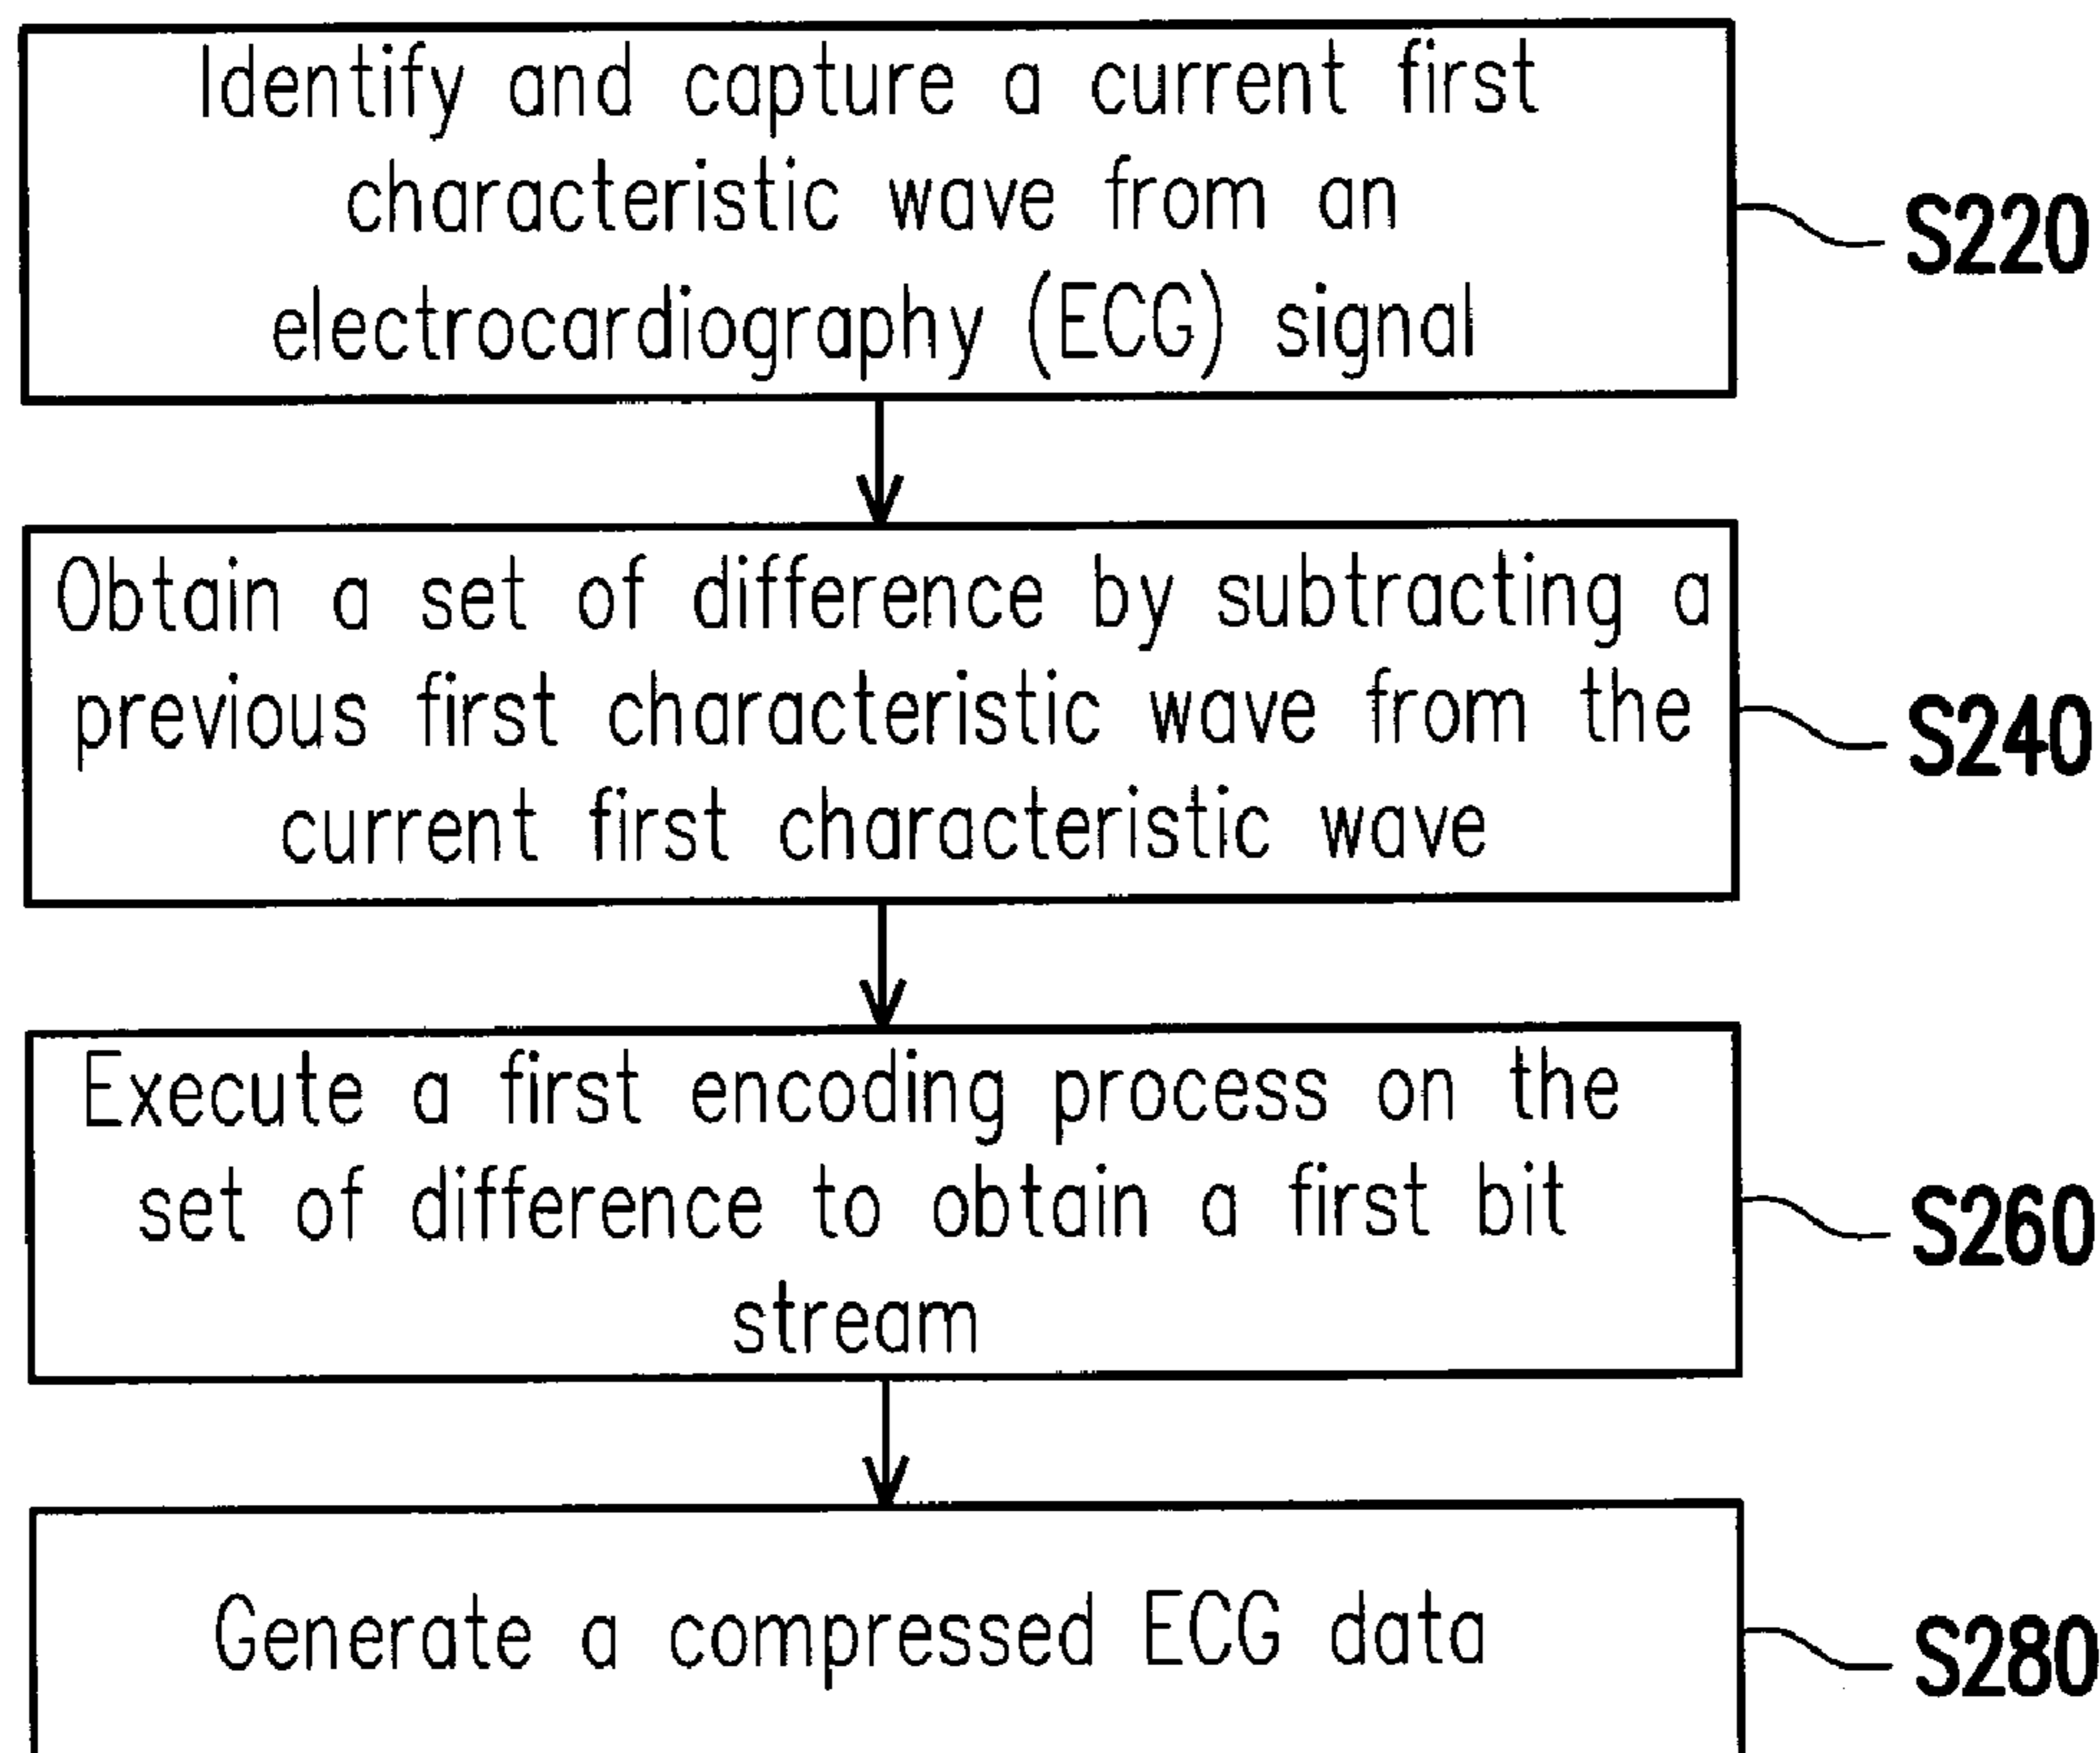 Identify and capture a current first
characteristic wave from an
electrocardiography (ECG) signal
S220
Obtain a set of difference by subtracting a
previous first characteristic wave from the
current first characteristic wave
S240
Execute a first encoding process on the
set of difference to obtain a first bit
stream
S260
Generate a compressed ECG data
S280